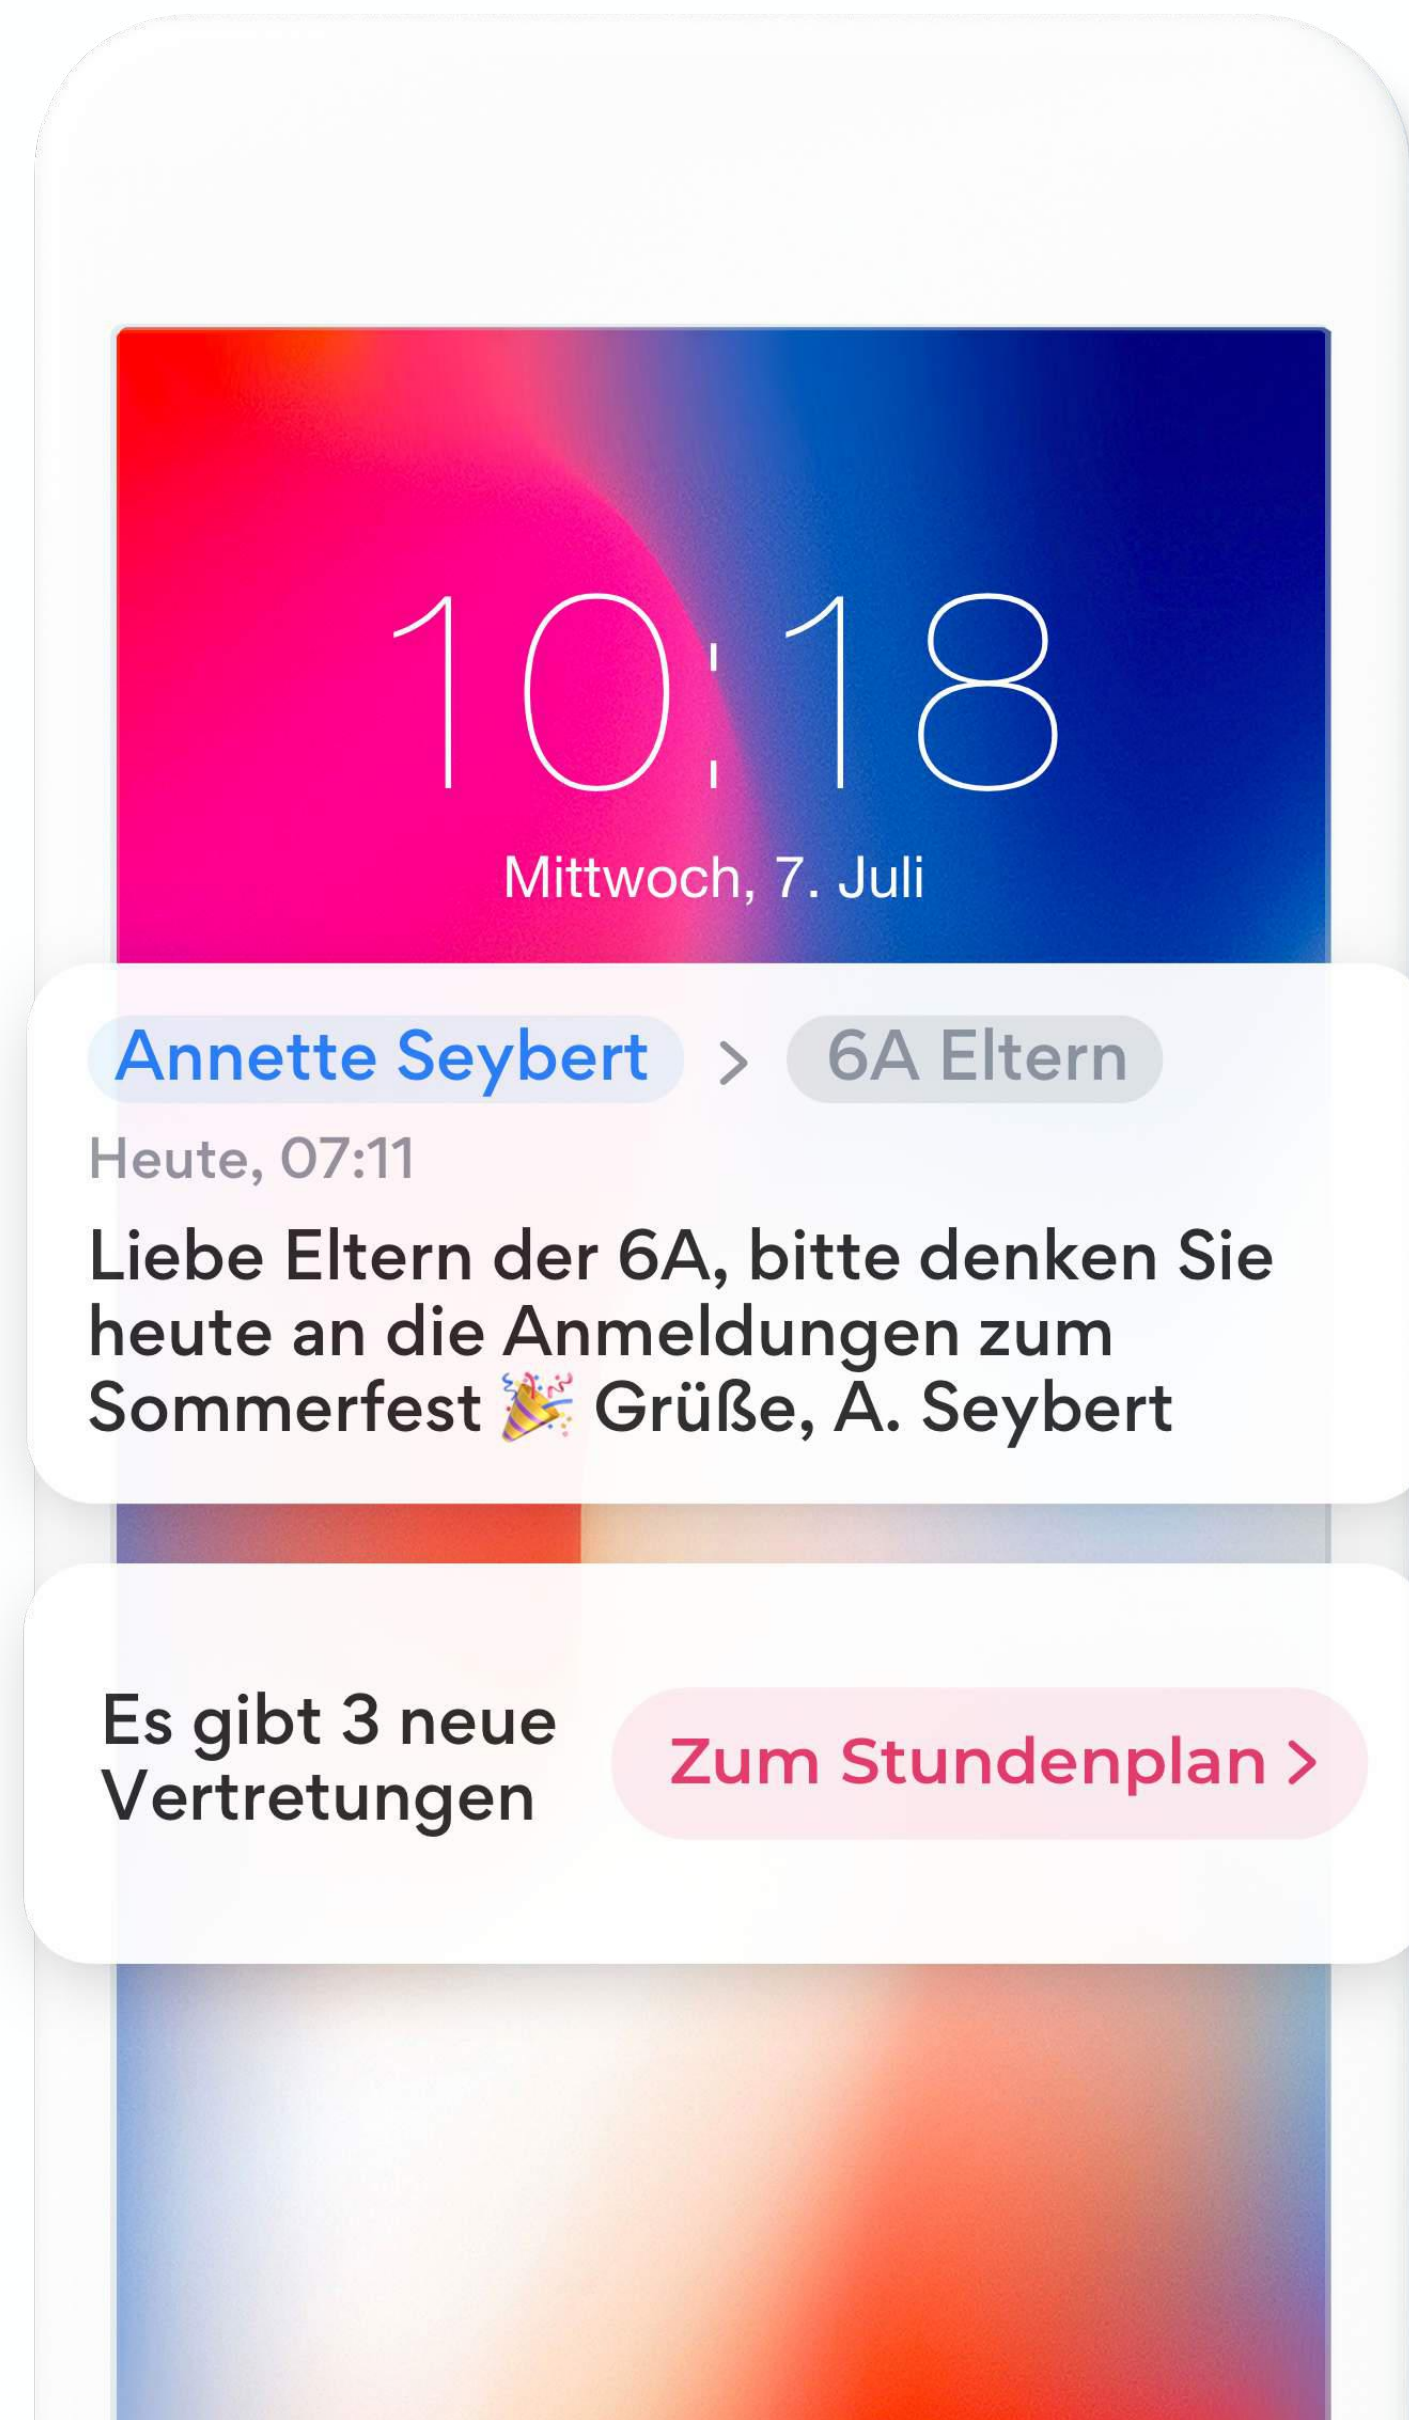 10:18
Mittwoch, 7. Juli
Annette Seybert > 6A Eltern
Heute, 07:11
Liebe Eltern der 6A, bitte denken Sie
heute an die Anmeldungen zum
Sommerfest 🎉 Grüße, A. Seybert
Es gibt 3 neue
Vertretungen
Zum Stundenplan >